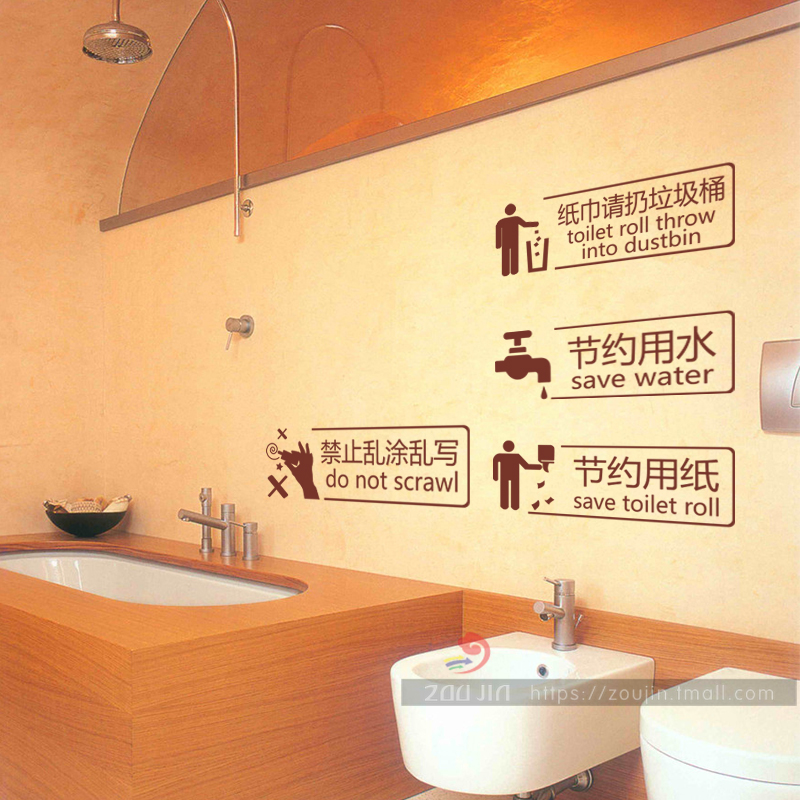 纸巾请扔垃圾桶
toilet roll throw
into dustbin
节约用水
save water
禁止乱涂乱写
do not scrawl
节约用纸
save toilet roll
ZOUJIA https://zoujin.tmall.com